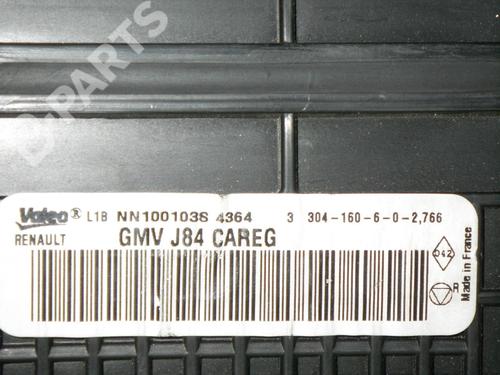 B-PARTS
Valeo® L1B NN100103S 4364 3 304-160-6-0-2,766
RENAULT GMV J84 CAREG
042
R
Made in France